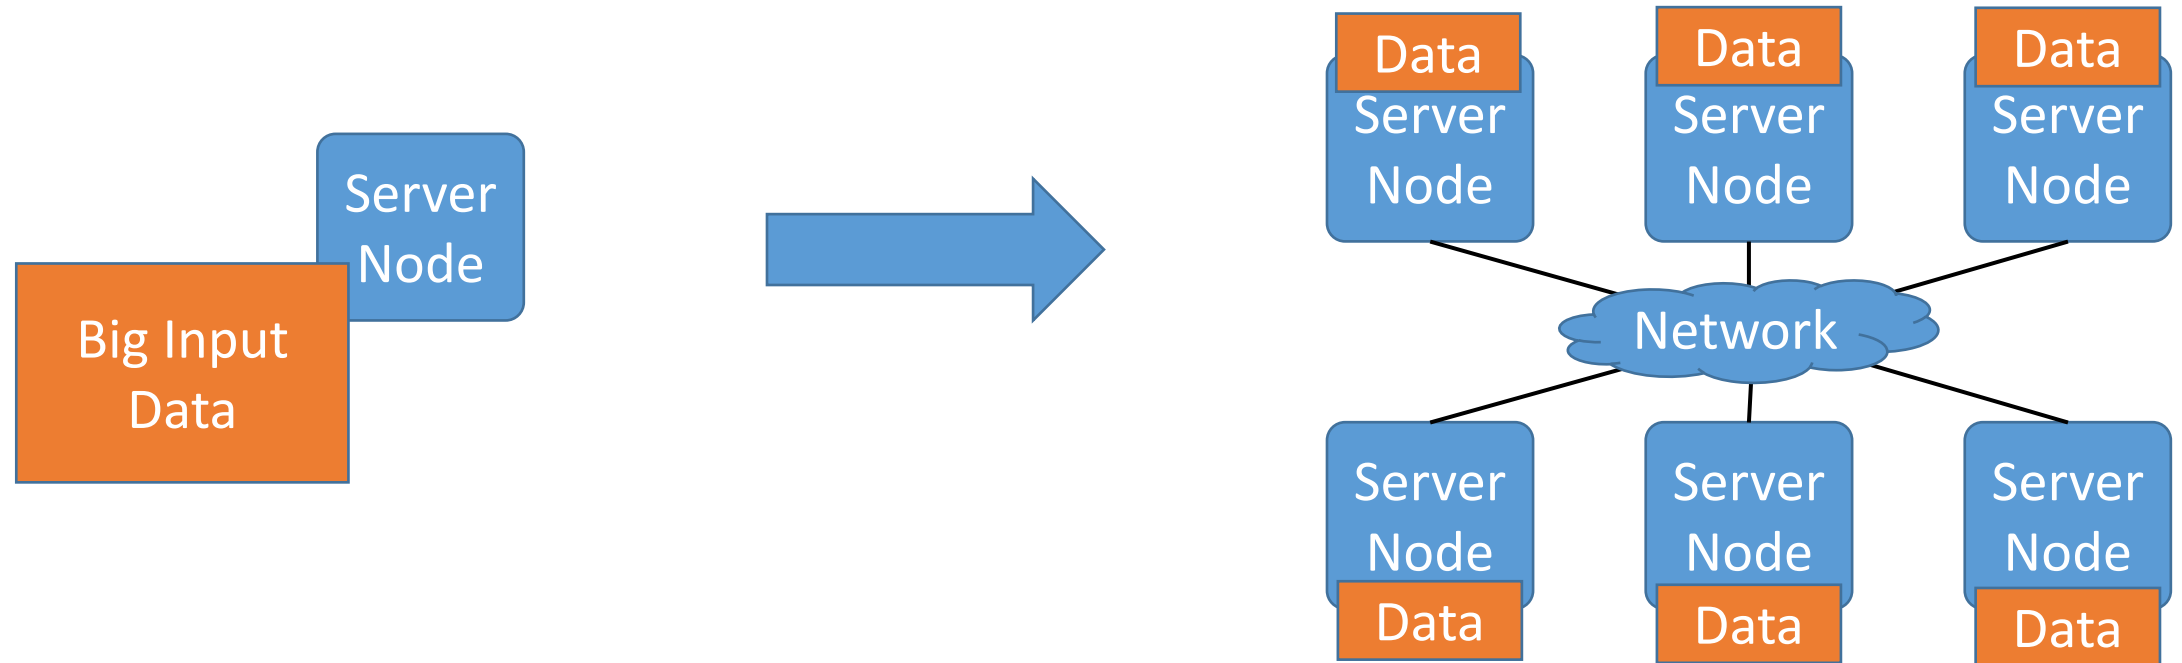 Server
Node
Big Input
Data
Data
Server
Node
Data
Server
Node
Data
Server
Node
Network
Server
Node
Data
Server
Node
Data
Server
Node
Data